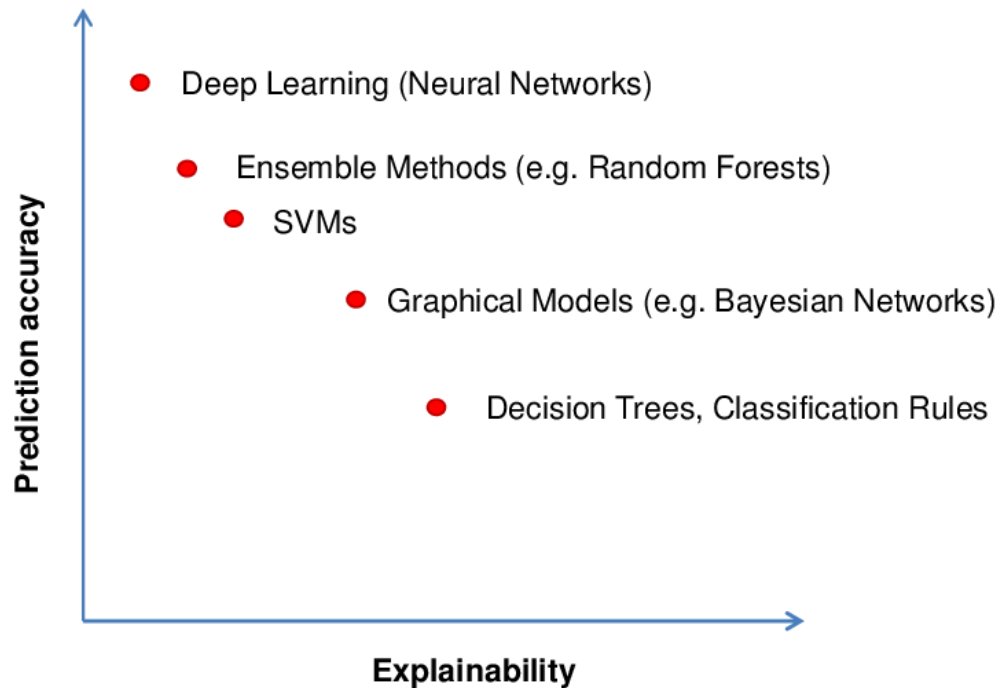 Deep Learning (Neural Networks)
Ensemble Methods (e.g. Random Forests)
SVMs
Graphical Models (e.g. Bayesian Networks)
Decision Trees, Classification Rules
Prediction accuracy
Explainability